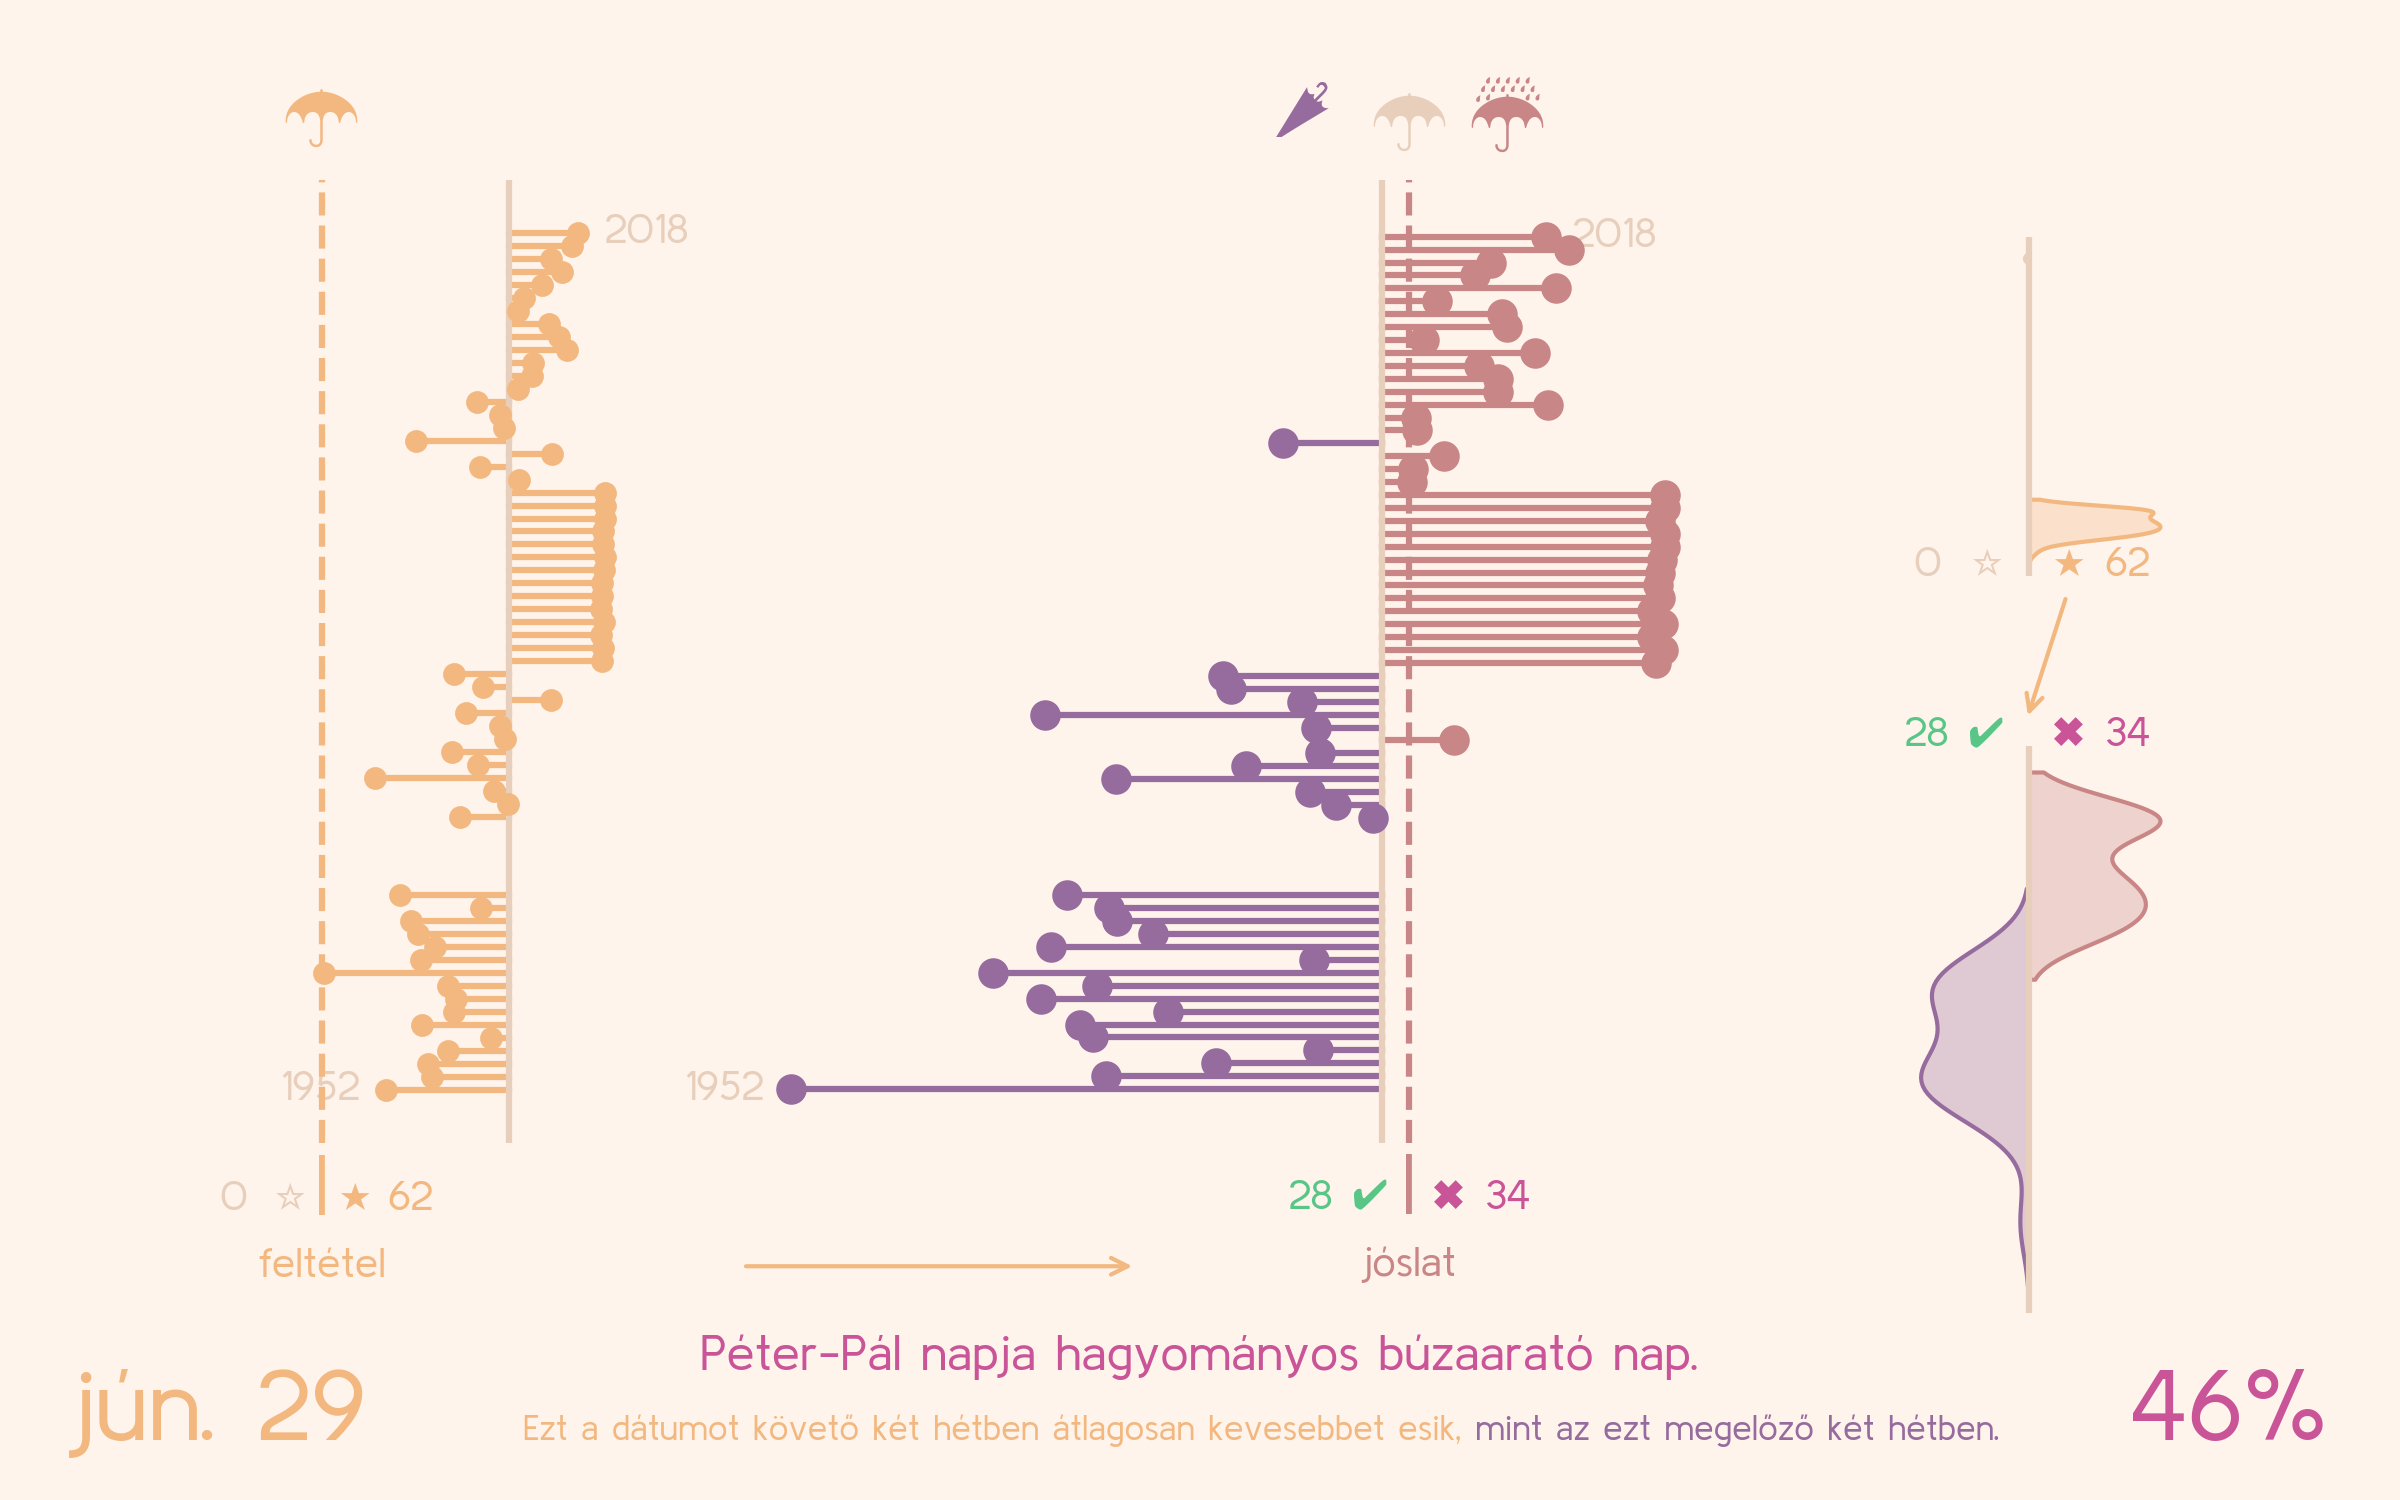 2018
2018
0 ☆ ★ 62
28 ✔ ✖ 34
1952
1952
0 ☆ ★ 62
28 ✔ ✖ 34
feltétel
jóslat
Péter-Pál napja hagyományos búzaarató nap.
jún. 29
46%
Ezt a dátumot követő két hétben átlagosan kevesebbet esik, mint az ezt megelőző két hétben.